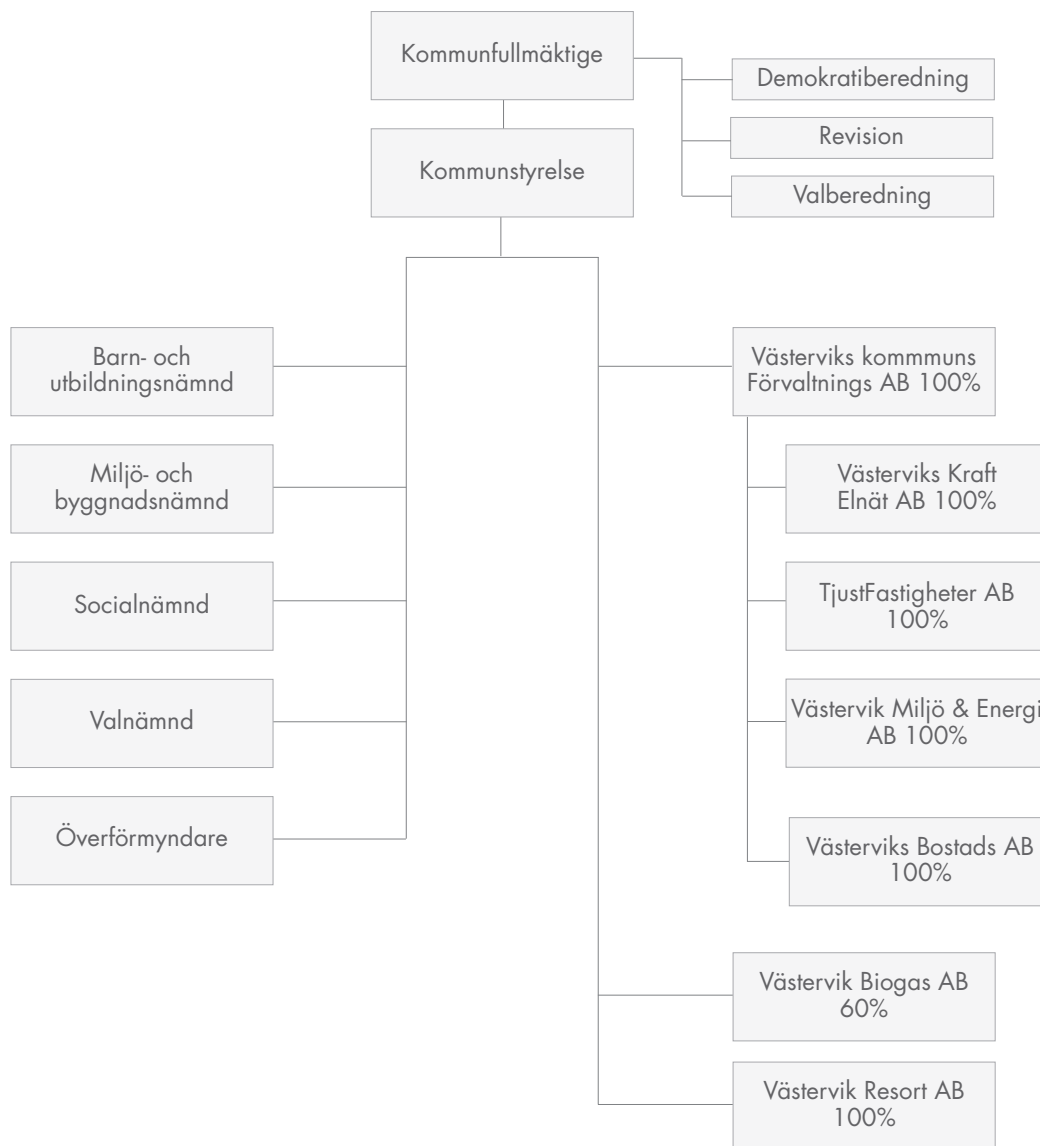 Kommunfullmäktige
Demokratiberedning
Revision
Kommunstyrelse
Valberedning
Barn- och
utbildningsnämnd
Miljö- och
byggnadsnämnd
Socialnämnd
Valnämnd
Överförmyndare
Västerviks kommmuns
Förvaltnings AB 100%
Västerviks Kraft
Elnät AB 100%
TjustFastigheter AB
100%
Västervik Miljö & Energi
AB 100%
Västerviks Bostads AB
100%
Västervik Biogas AB
60%
Västervik Resort AB
100%